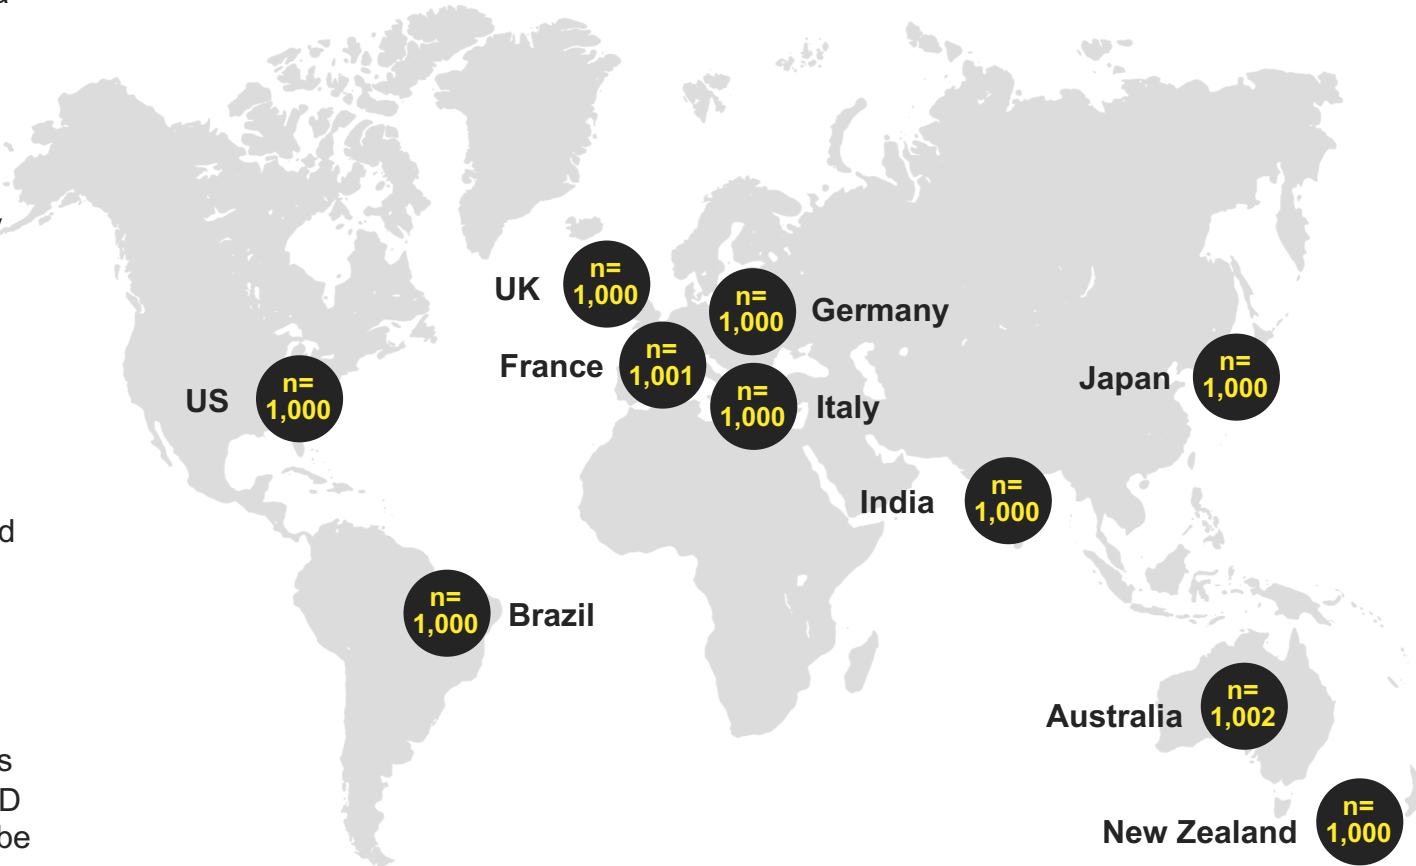 UK
n=
1,000
n=
1,000
Germany
France
n=
1,001
n=
1,000
Italy
US
n=
1,000
Japan
n=
1,000
India
n=
1,000
d
n=
1,000
Brazil
Australia
n=
1,002
s
D
be
New Zealand
n=
1,000